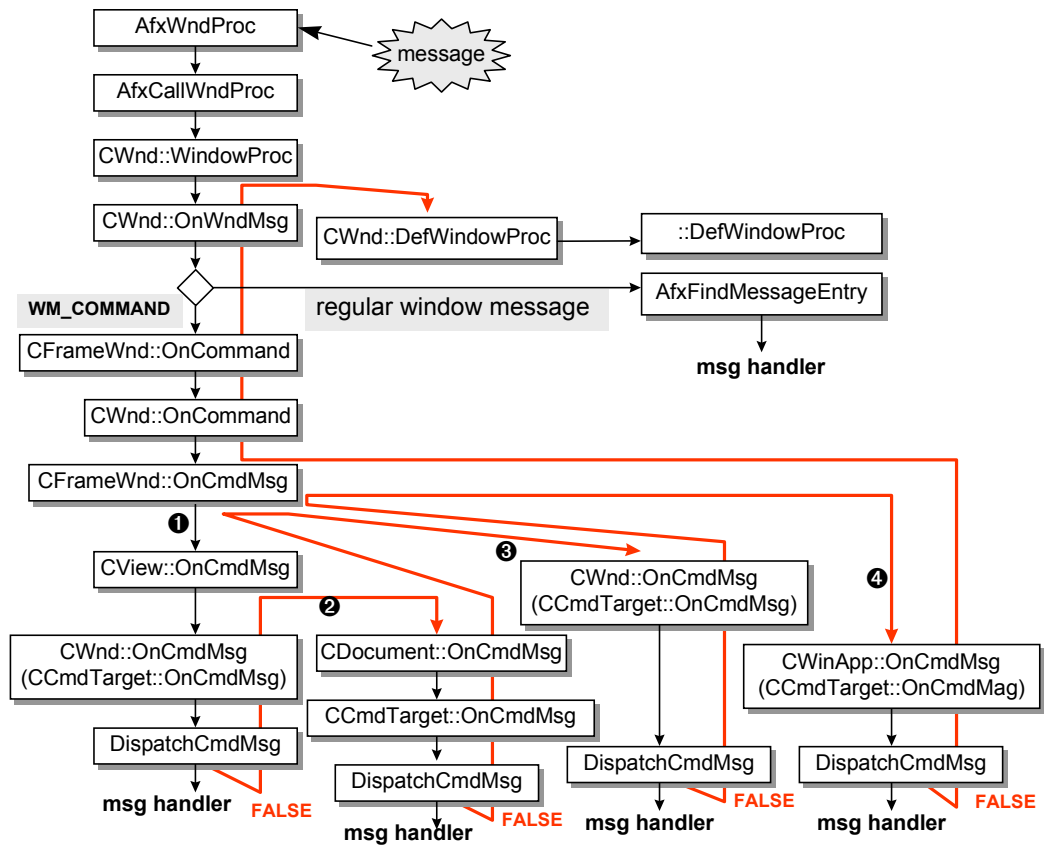 AfxWndProc
message
AfxCallWndProc
CWnd::WindowProc
CWnd::OnWndMsg
CWnd::DefWindowProc
::DefWindowProc
WM_COMMAND
regular window message
AfxFindMessageEntry
msg handler
CFrameWnd::OnCommand
CWnd::OnCommand
CFrameWnd::OnCmdMsg
❶
CView::OnCmdMsg
CWnd::OnCmdMsg
(CCmdTarget::OnCmdMsg)
DispatchCmdMsg
msg handler
FALSE
❷
CDocument::OnCmdMsg
CCmdTarget::OnCmdMsg
DispatchCmdMsg
msg handler
FALSE
❸
CWnd::OnCmdMsg
(CCmdTarget::OnCmdMsg)
DispatchCmdMsg
msg handler
FALSE
❹
CWinApp::OnCmdMsg
(CCmdTarget::OnCmdMag)
DispatchCmdMsg
msg handler
FALSE